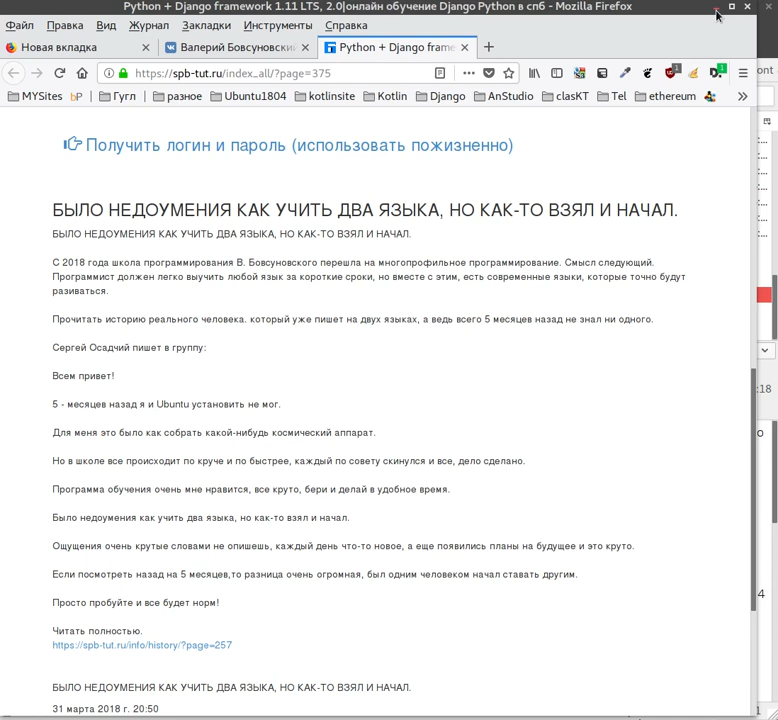 Python + Django framework 1.11 LTS, 2.0|онлайн обучение Django Python в спб - Mozilla Firefox
Файл Правка Вид Журнал Закладки Инструменты Справка
Новая вкладка Валерий Бовсуновский Python + Django frame
https://spb-tut.ru/index_all/?page=375
1 1
MYSites bP Гугл разное Ubuntu1804 kotlinsite Kotlin Django AnStudio clasKT Tel ethereum
Получить логин и пароль (использовать пожизненно)
БЫЛО НЕДОУМЕНИЯ КАК УЧИТЬ ДВА ЯЗЫКА, НО КАК-ТО ВЗЯЛ И НАЧАЛ.
БЫЛО НЕДОУМЕНИЯ КАК УЧИТЬ ДВА ЯЗЫКА, НО КАК-ТО ВЗЯЛ И НАЧАЛ.
С 2018 года школа программирования В. Бовсуновского перешла на многопрофильное программирование. Смысл следующий.
Программист должен легко выучить любой язык за короткие сроки, но вместе с этим, есть современные языки, которые точно будут
разиваться.
Прочитать историю реального человека. который уже пишет на двух языках, а ведь всего 5 месяцев назад не знал ни одного.
Сергей Осадчий пишет в группу:
Всем привет!
5 - месяцев назад я и Ubuntu установить не мог.
Для меня это было как собрать какой-нибудь космический аппарат.
Но в школе все происходит по круче и по быстрее, каждый по совету скинулся и все, дело сделано.
Программа обучения очень мне нравится, все круто, бери и делай в удобное время.
Было недоумения как учить два языка, но как-то взял и начал.
Ощущения очень крутые словами не опишешь, каждый день что-то новое, а еще появились планы на будущее и это круто.
Если посмотреть назад на 5 месяцев,то разница очень огромная, был одним человеком начал ставать другим.
Просто пробуйте и все будет норм!
Читать полностью.
https://spb-tut.ru/info/history/?page=257
БЫЛО НЕДОУМЕНИЯ КАК УЧИТЬ ДВА ЯЗЫКА, НО КАК-ТО ВЗЯЛ И НАЧАЛ.
31 марта 2018 г. 20:50